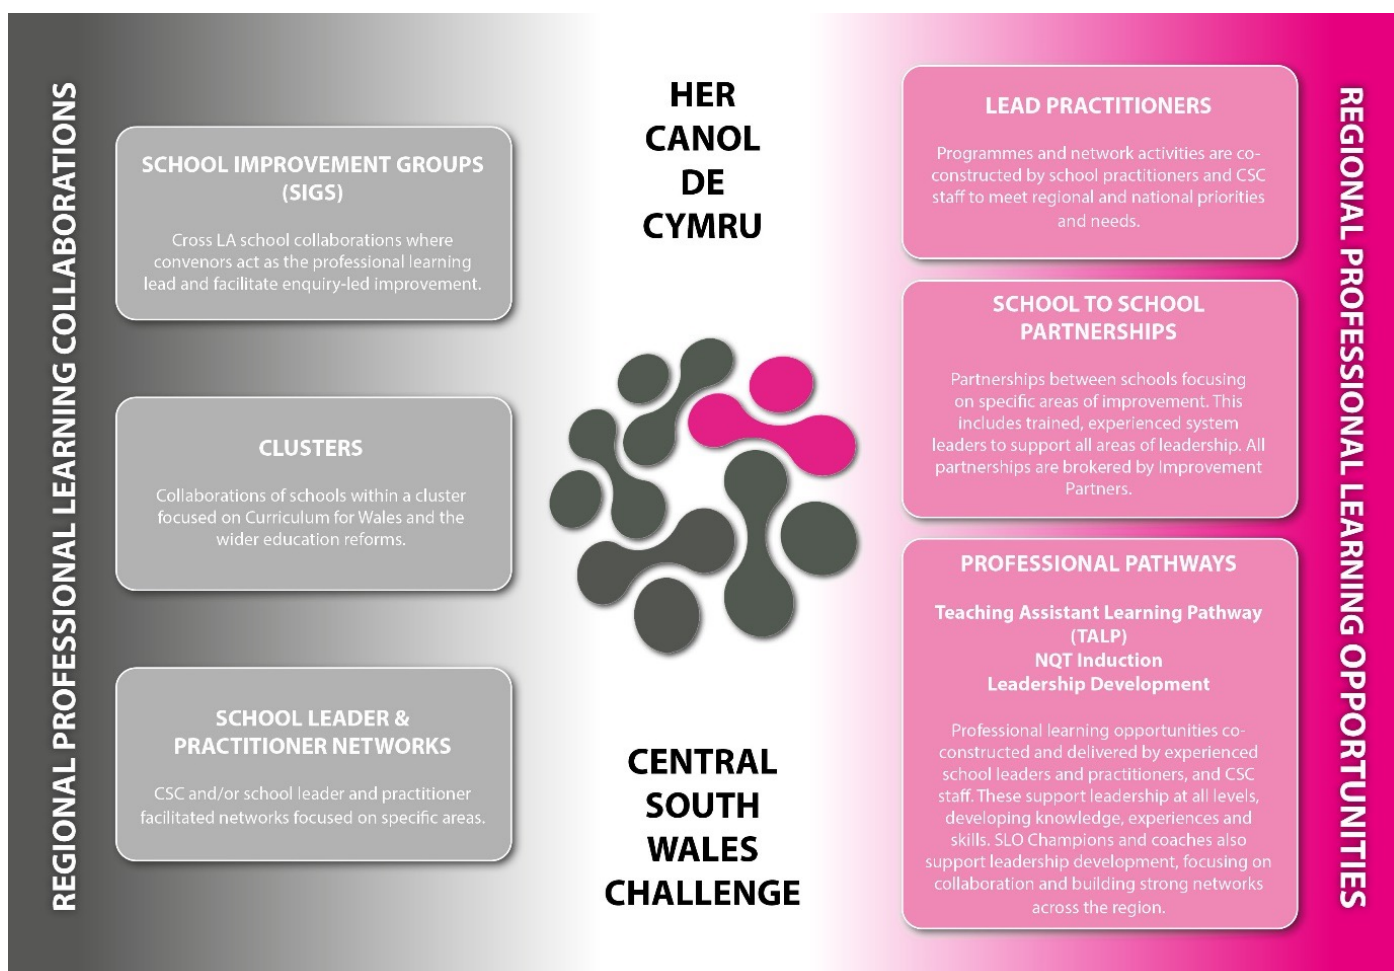 REGIONAL PROFESSIONAL LEARNING COLLABORATIONS
SCHOOL IMPROVEMENT GROUPS
(SIGS)
Cross LA school collaborations where
convenors act as the professional learning
lead and facilitate enquiry-led improvement.
CLUSTERS
Collaborations of schools within a cluster
focused on Curriculum for Wales and the
wider education reforms.
SCHOOL LEADER &
PRACTITIONER NETWORKS
CSC and/or school leader and practitioner
facilitated networks focused on specific areas.
HER
CANOL
DE
CYMRU
CENTRAL
SOUTH
WALES
CHALLENGE
LEAD PRACTITIONERS
Programmes and network activities are co-
constructed by school practitioners and CSC
staff to meet regional and national priorities
and needs.
SCHOOL TO SCHOOL
PARTNERSHIPS
Partnerships between schools focusing
on specific areas of improvement. This
includes trained, experienced system
leaders to support all areas of leadership. All
partnerships are brokered by Improvement
Partners.
PROFESSIONAL PATHWAYS
Teaching Assistant Learning Pathway
(TALP)
NQT Induction
Leadership Development
Professional learning opportunities co-
constructed and delivered by experienced
school leaders and practitioners, and CSC
staff. These support leadership at all levels,
developing knowledge, experiences and
skills. SLO Champions and coaches also
support leadership development, focusing on
collaboration and building strong networks
across the region.
REGIONAL PROFESSIONAL LEARNING OPPORTUNITIES